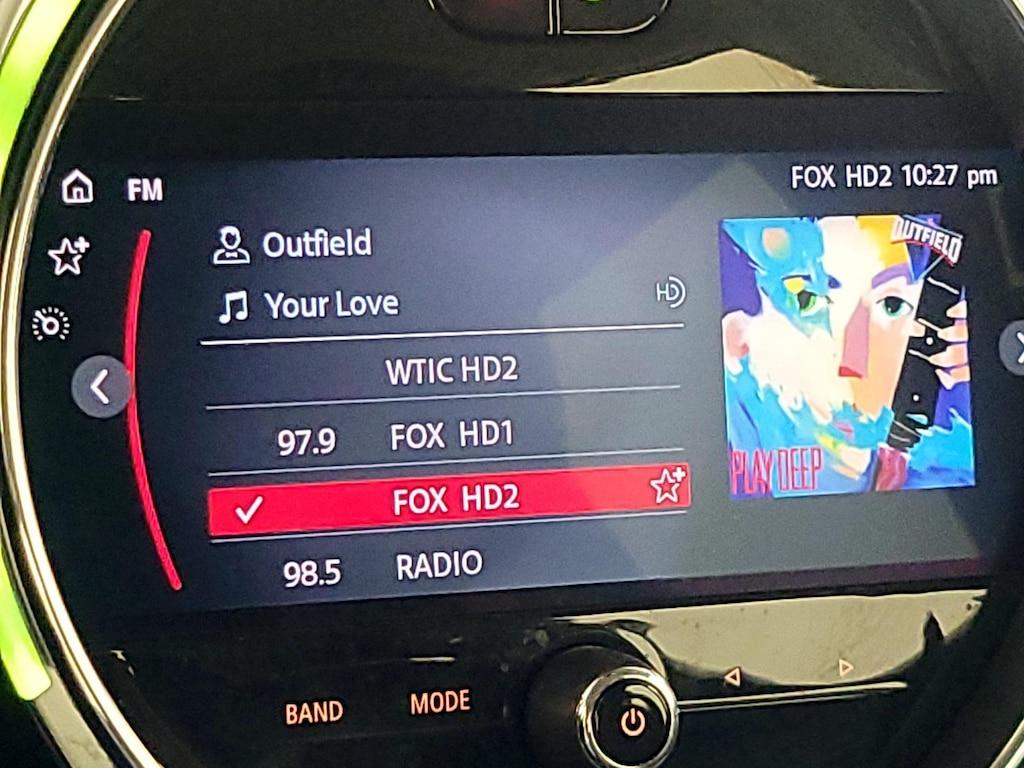 FM
FOX HD2 10:27 pm
Outfield
Your Love
HD
WTIC HD2
97.9 FOX HD1
FOX HD2
98.5 RADIO
OUTFIELD
PLAY DEEP
BAND MODE